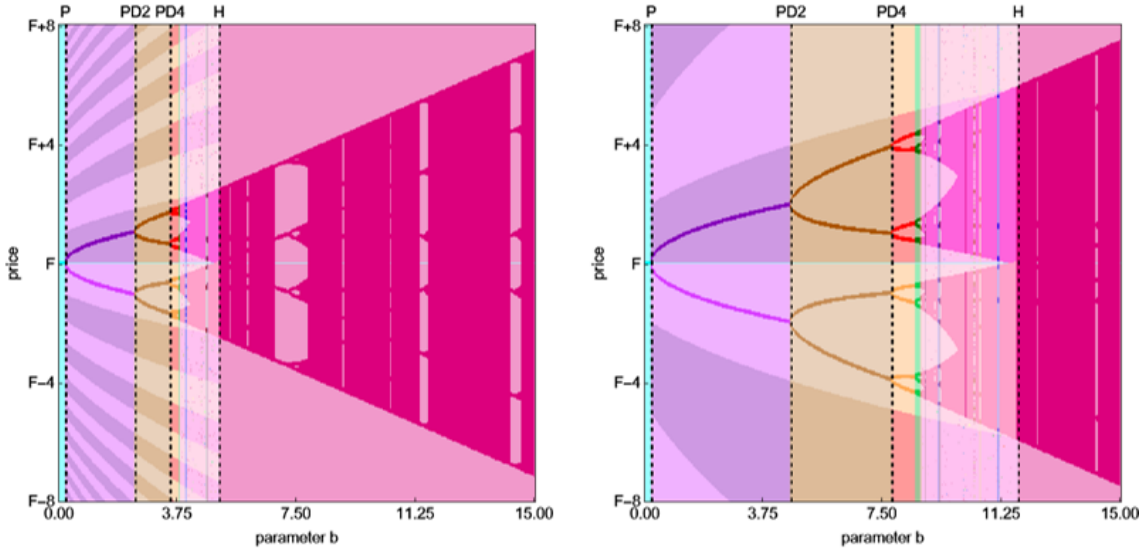 P PD2 PD4 H
F+8
F+4
F
F−4
F−8
price
0.00 3.75 7.50 11.25 15.00
parameter b
P PD2 PD4 H
F+8
F+4
F
F−4
F−8
price
0.00 3.75 7.50 11.25 15.00
parameter b